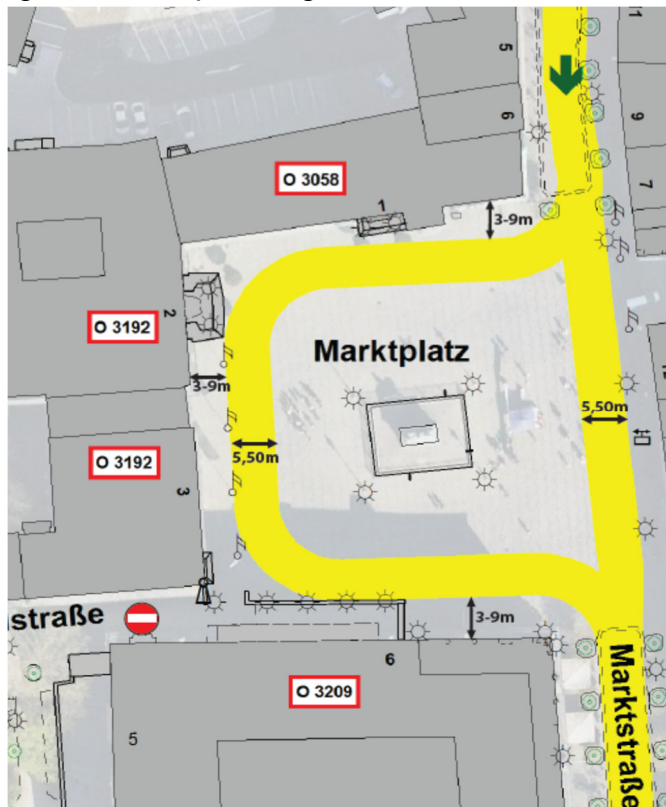 5
11
6
9
O 3058
7
3-9m
1
2
O 3192
Marktplatz
3-9m
5,50m
5,50m
O 3192
3
straße
3-9m
6
Marktstraße
O 3209
5